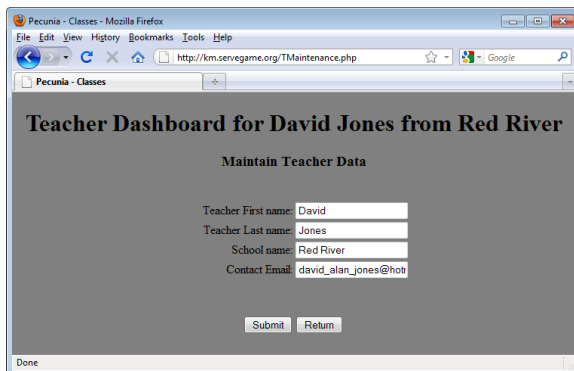 Pecunia - Classes - Mozilla Firefox
File Edit View History Bookmarks Tools Help
http://km.servegame.org/TMaintenance.php
Google
Pecunia - Classes
Teacher Dashboard for David Jones from Red River
Maintain Teacher Data
Teacher First name: David
Teacher Last name: Jones
School name: Red River
Contact Email: david_alan_jones@hot
Submit Return
Done